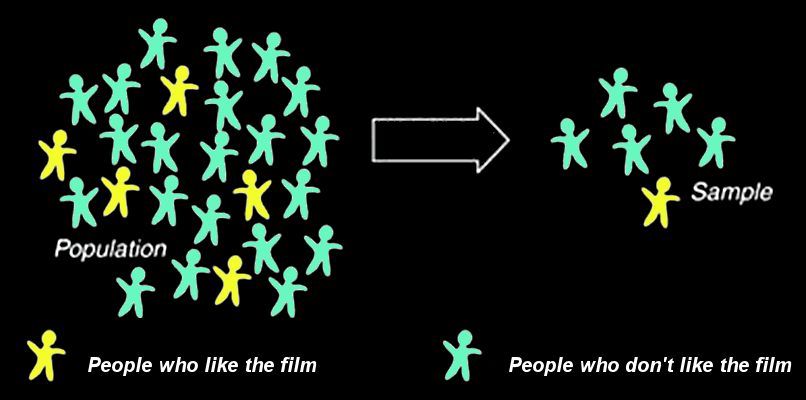 Population
Sample
People who like the film
People who don't like the film